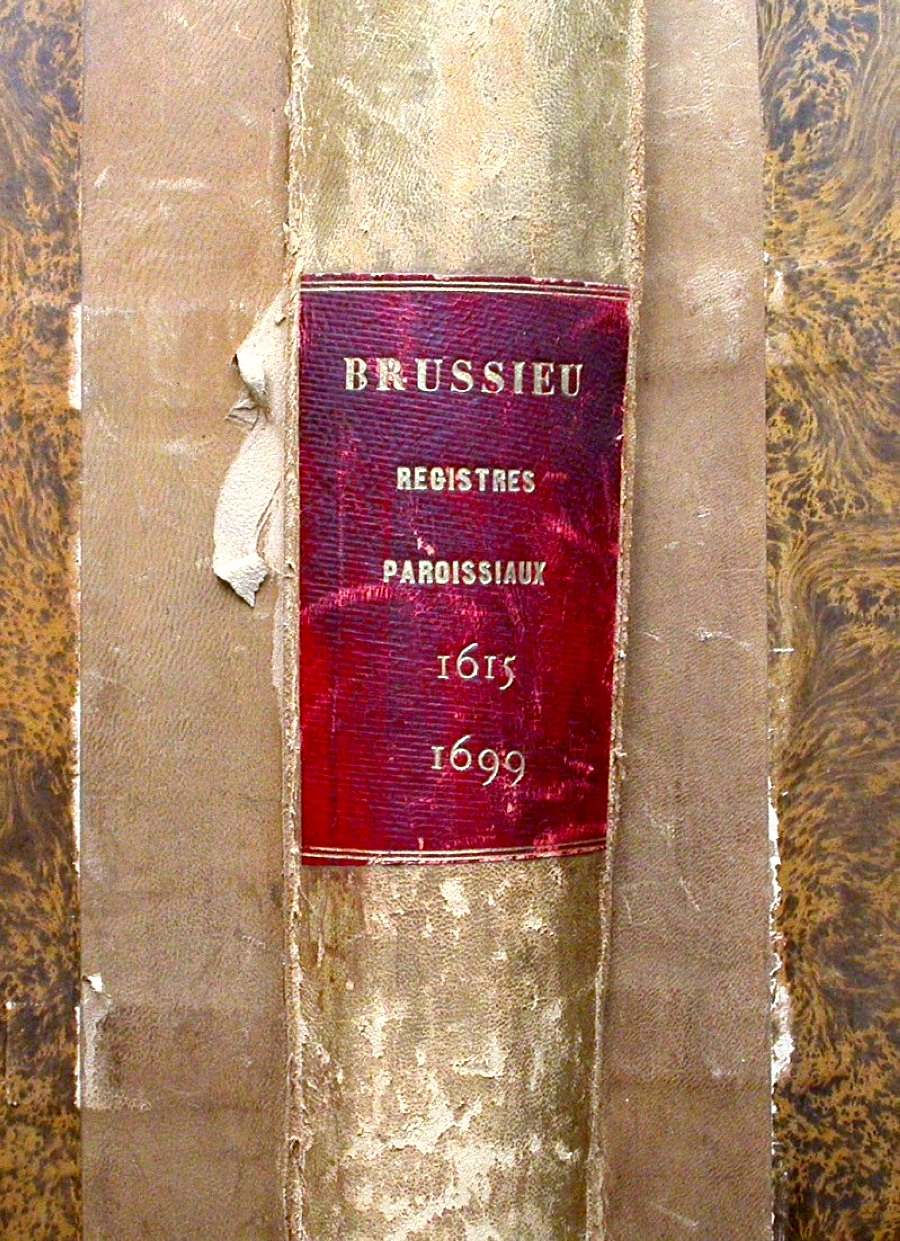 BRUSSIEU
REGISTRES
PAROISSIAUX
1615
1699